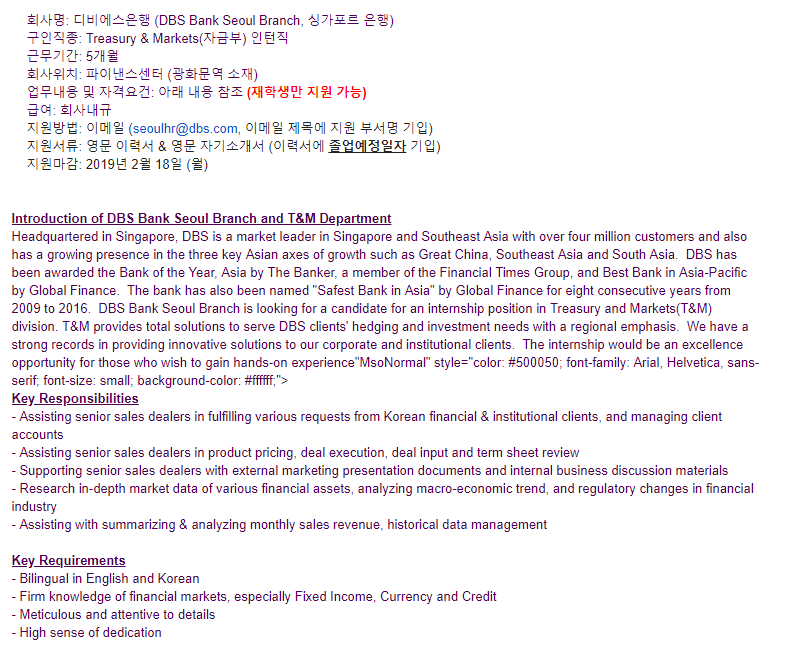 회사명: 디비에스은행 (DBS Bank Seoul Branch, 싱가포르 은행)
구인직종: Treasury & Markets(자금부) 인턴직
근무기간: 5개월
회사위치: 파이낸스센터 (광화문역 소재)
업무내용 및 자격요건: 아래 내용 참조 (재학생만 지원 가능)
급여: 회사내규
지원방법: 이메일 (seoulhr@dbs.com, 이메일 제목에 지원 부서명 기입)
지원서류: 영문 이력서 & 영문 자기소개서 (이력서에 졸업예정일자 기입)
지원마감: 2019년 2월 18일 (월)
Introduction of DBS Bank Seoul Branch and T&M Department
Headquartered in Singapore, DBS is a market leader in Singapore and Southeast Asia with over four million customers and also
has a growing presence in the three key Asian axes of growth such as Great China, Southeast Asia and South Asia.  DBS has
been awarded the Bank of the Year, Asia by The Banker, a member of the Financial Times Group, and Best Bank in Asia-Pacific
by Global Finance.  The bank has also been named "Safest Bank in Asia" by Global Finance for eight consecutive years from
2009 to 2016.  DBS Bank Seoul Branch is looking for a candidate for an internship position in Treasury and Markets(T&M)
division. T&M provides total solutions to serve DBS clients' hedging and investment needs with a regional emphasis.  We have a
strong records in providing innovative solutions to our corporate and institutional clients.  The internship would be an excellence
opportunity for those who wish to gain hands-on experience"MsoNormal" style="color: #500050; font-family: Arial, Helvetica, sans-
serif; font-size: small; background-color: #ffffff;">
Key Responsibilities
- Assisting senior sales dealers in fulfilling various requests from Korean financial & institutional clients, and managing client
accounts
- Assisting senior sales dealers in product pricing, deal execution, deal input and term sheet review
- Supporting senior sales dealers with external marketing presentation documents and internal business discussion materials
- Research in-depth market data of various financial assets, analyzing macro-economic trend, and regulatory changes in financial
industry
- Assisting with summarizing & analyzing monthly sales revenue, historical data management
Key Requirements
- Bilingual in English and Korean
- Firm knowledge of financial markets, especially Fixed Income, Currency and Credit
- Meticulous and attentive to details
- High sense of dedication